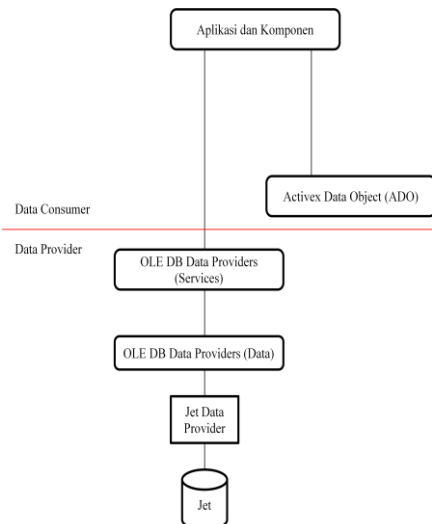 Aplikasi dan Komponen
Activex Data Object (ADO)
Data Consumer
Data Provider
OLE DB Data Providers
(Services)
OLE DB Data Providers (Data)
Jet Data
Provider
Jet